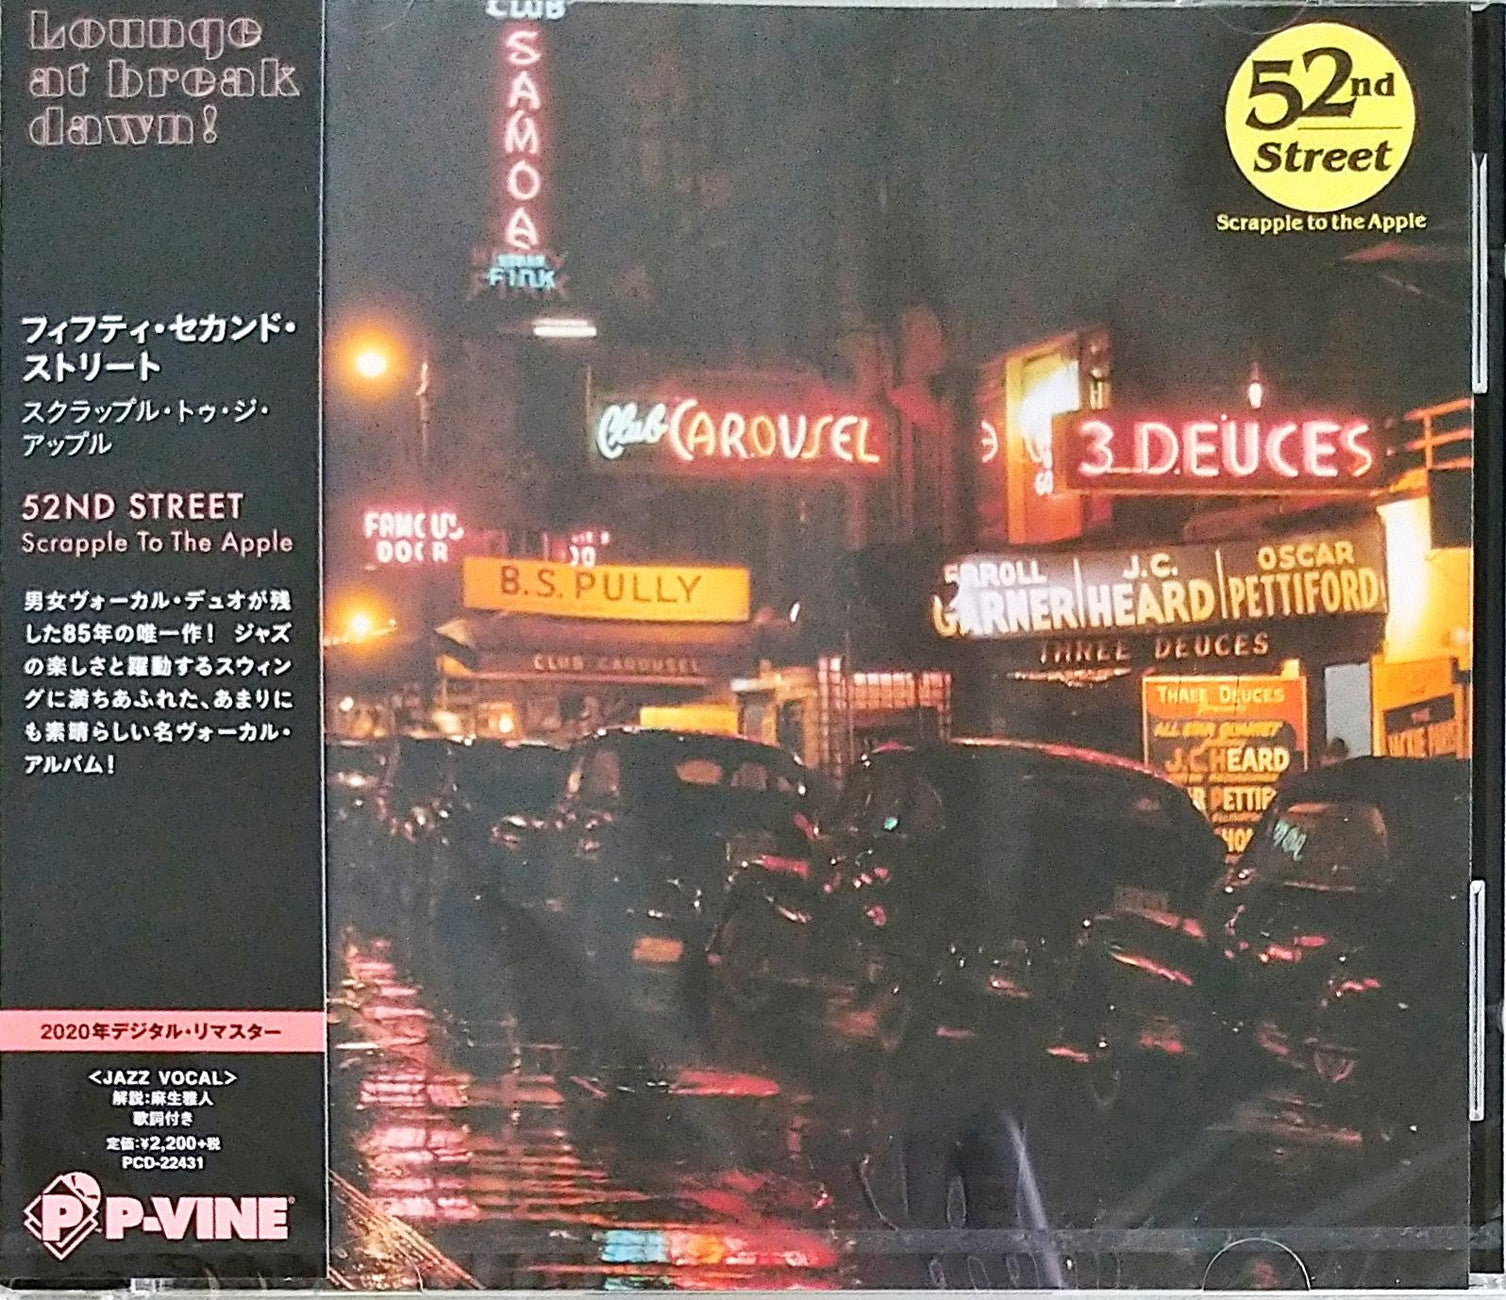 Lounge
at break
dawn!
フィフティ・セカンド・
ストリート
スクラップル・トゥ・ジ・
アップル
52ND STREET
Scrapple To The Apple
男女ヴォーカル・デュオが残
した85年の唯一作！ ジャズ
の楽しさと躍動するスウィン
グに満ちあふれた、あまりに
も素晴らしい名ヴォーカル・
アルバム！
2020年デジタル・リマスター
<JAZZ VOCAL>
解説:麻生雅人
歌詞付き
定価:¥2,200+税
PCD-22431
P P-VINE
52nd
Street
Scrapple to the Apple
CLUB
SAMOA
FINK
Club CAROUSEL
3 DEUCES
FAMOUS
DOOR
B.S. PULLY
CLUB CAROUSEL
ERROLL
GARNER
J.C.
HEARD
OSCAR
PETTIFORD
THREE DEUCES
THREE DEUCES
ALL STAR QUARTET
J.C. HEARD